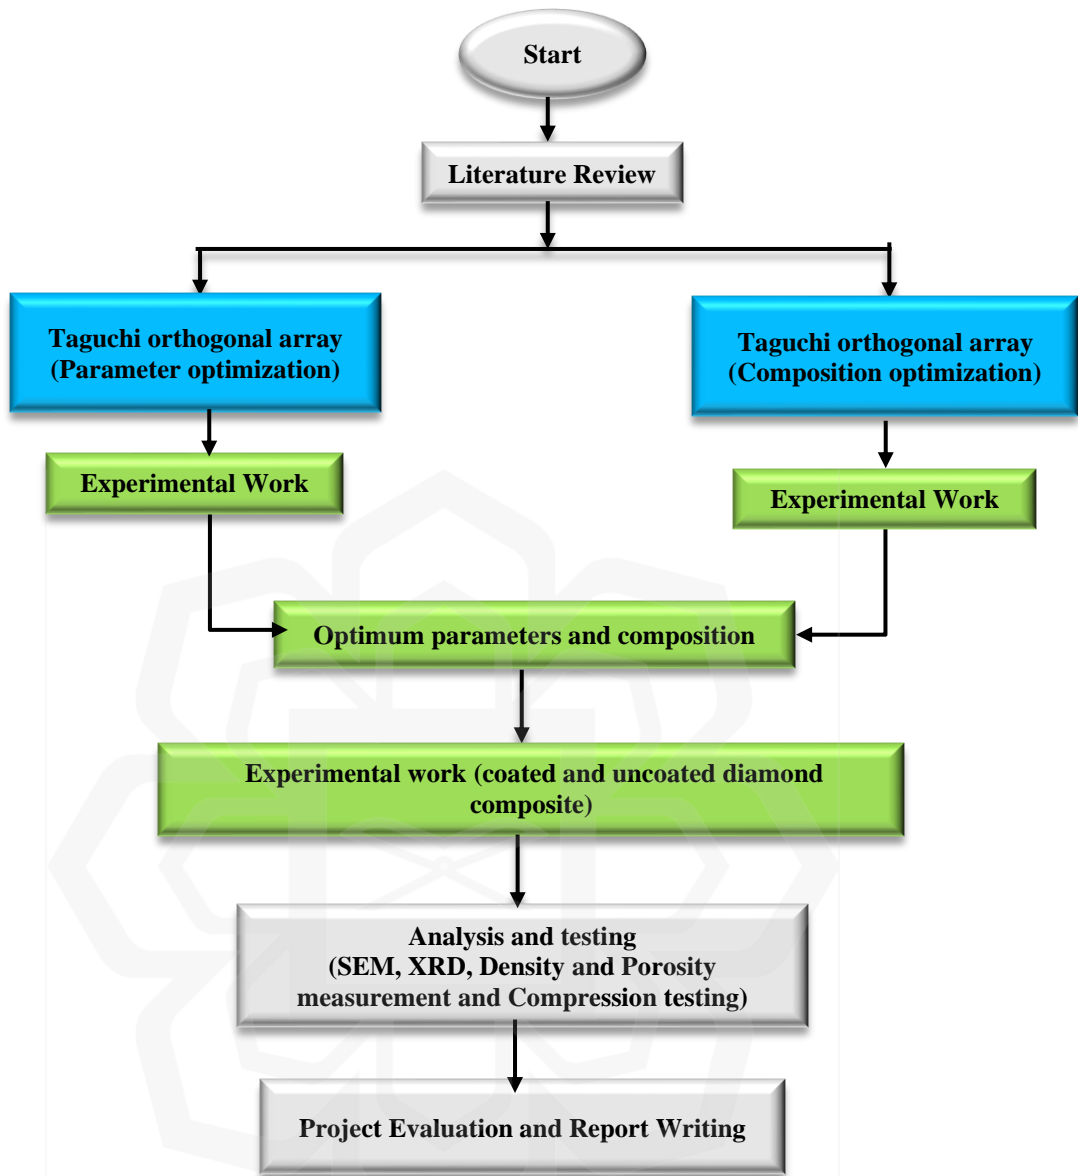 Start
Literature Review
Taguchi orthogonal array
(Parameter optimization)
Taguchi orthogonal array
(Composition optimization)
Experimental Work
Experimental Work
Optimum parameters and composition
Experimental work (coated and uncoated diamond
composite)
Analysis and testing
(SEM, XRD, Density and Porosity
measurement and Compression testing)
Project Evaluation and Report Writing